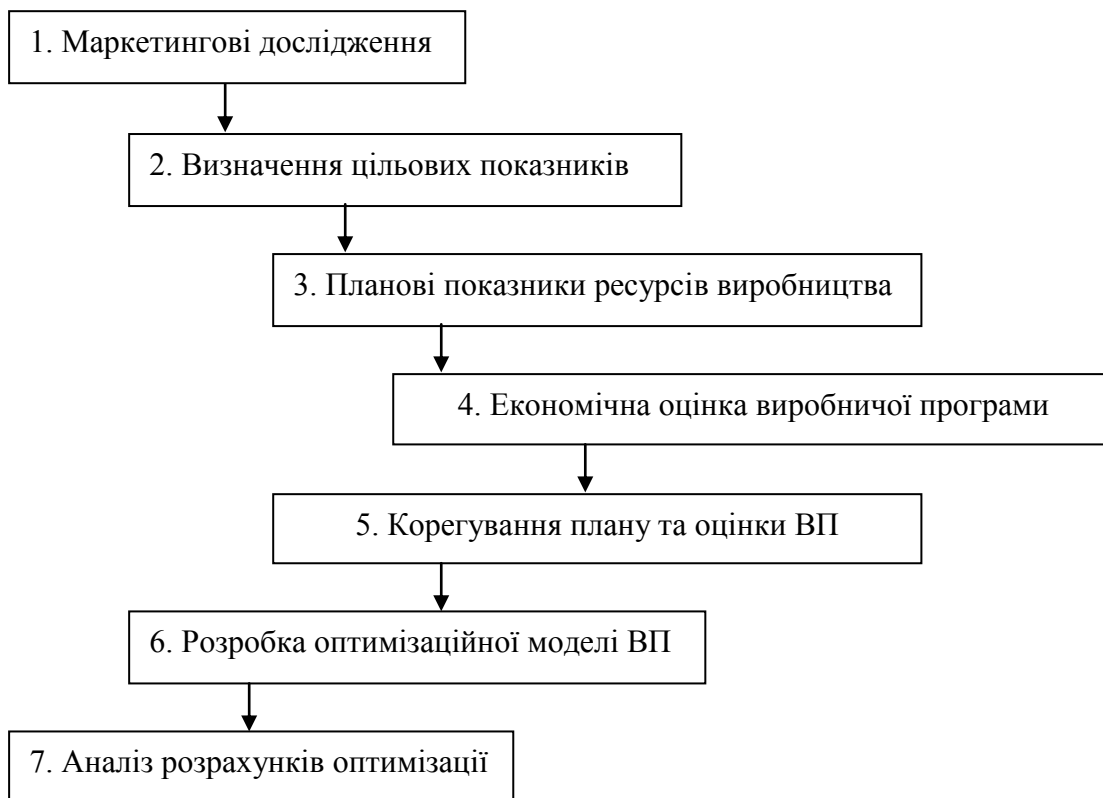 1. Маркетингові дослідження
2. Визначення цільових показників
3. Планові показники ресурсів виробництва
4. Економічна оцінка виробничої програми
5. Корегування плану та оцінки ВП
6. Розробка оптимізаційної моделі ВП
7. Аналіз розрахунків оптимізації